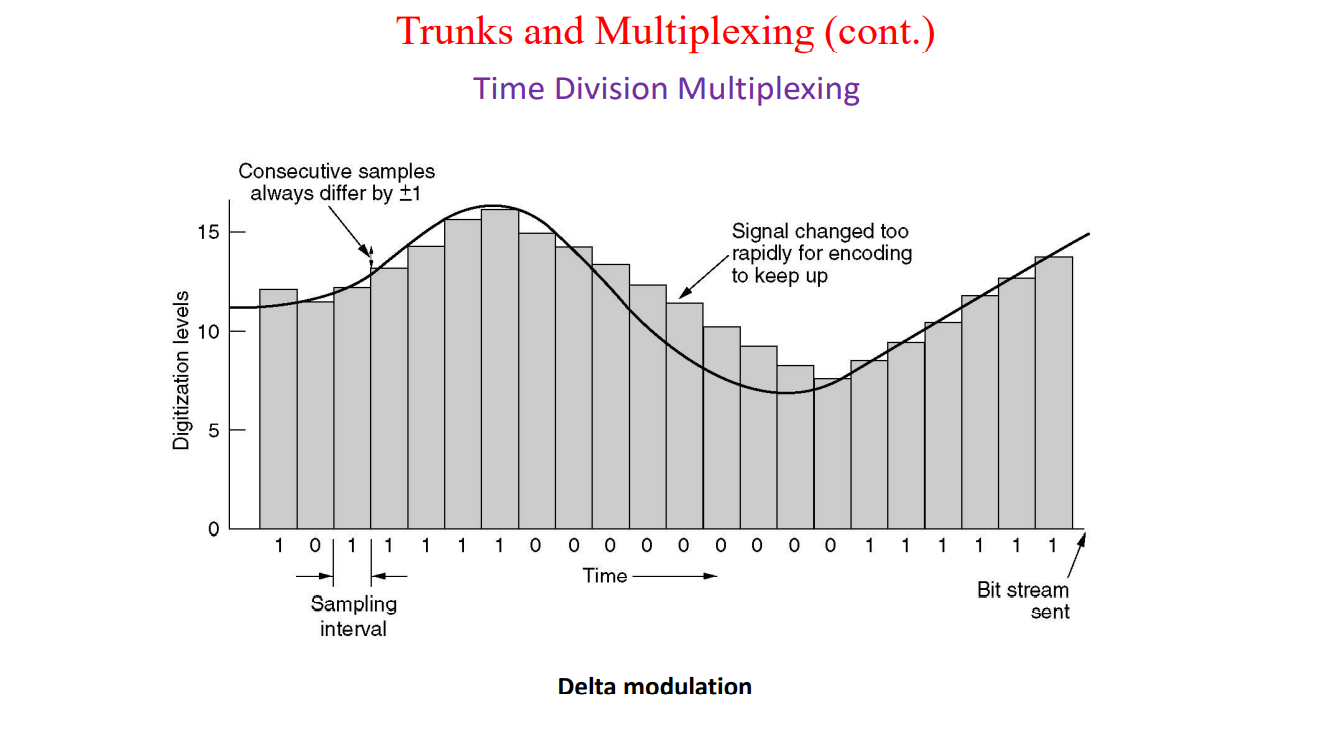 Trunks and Multiplexing (cont.)
Time Division Multiplexing
Consecutive samples
always differ by ±1
Signal changed too
rapidly for encoding
to keep up
Digitization levels
15
10
5
0
1 0 1 1 1 1 1 0 0 0 0 0 0 0 0 0 1 1 1 1 1 1
Time
Sampling
interval
Bit stream
sent
Delta modulation